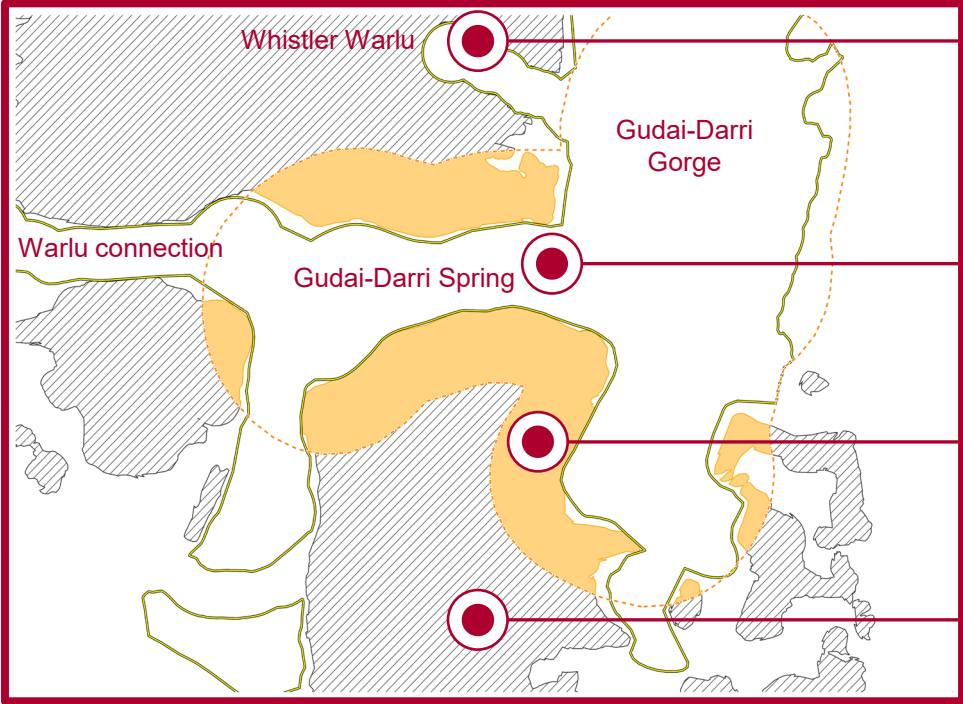 Whistler Warlu
Gudai-Darri
Gorge
Warlu connection
Gudai-Darri Spring